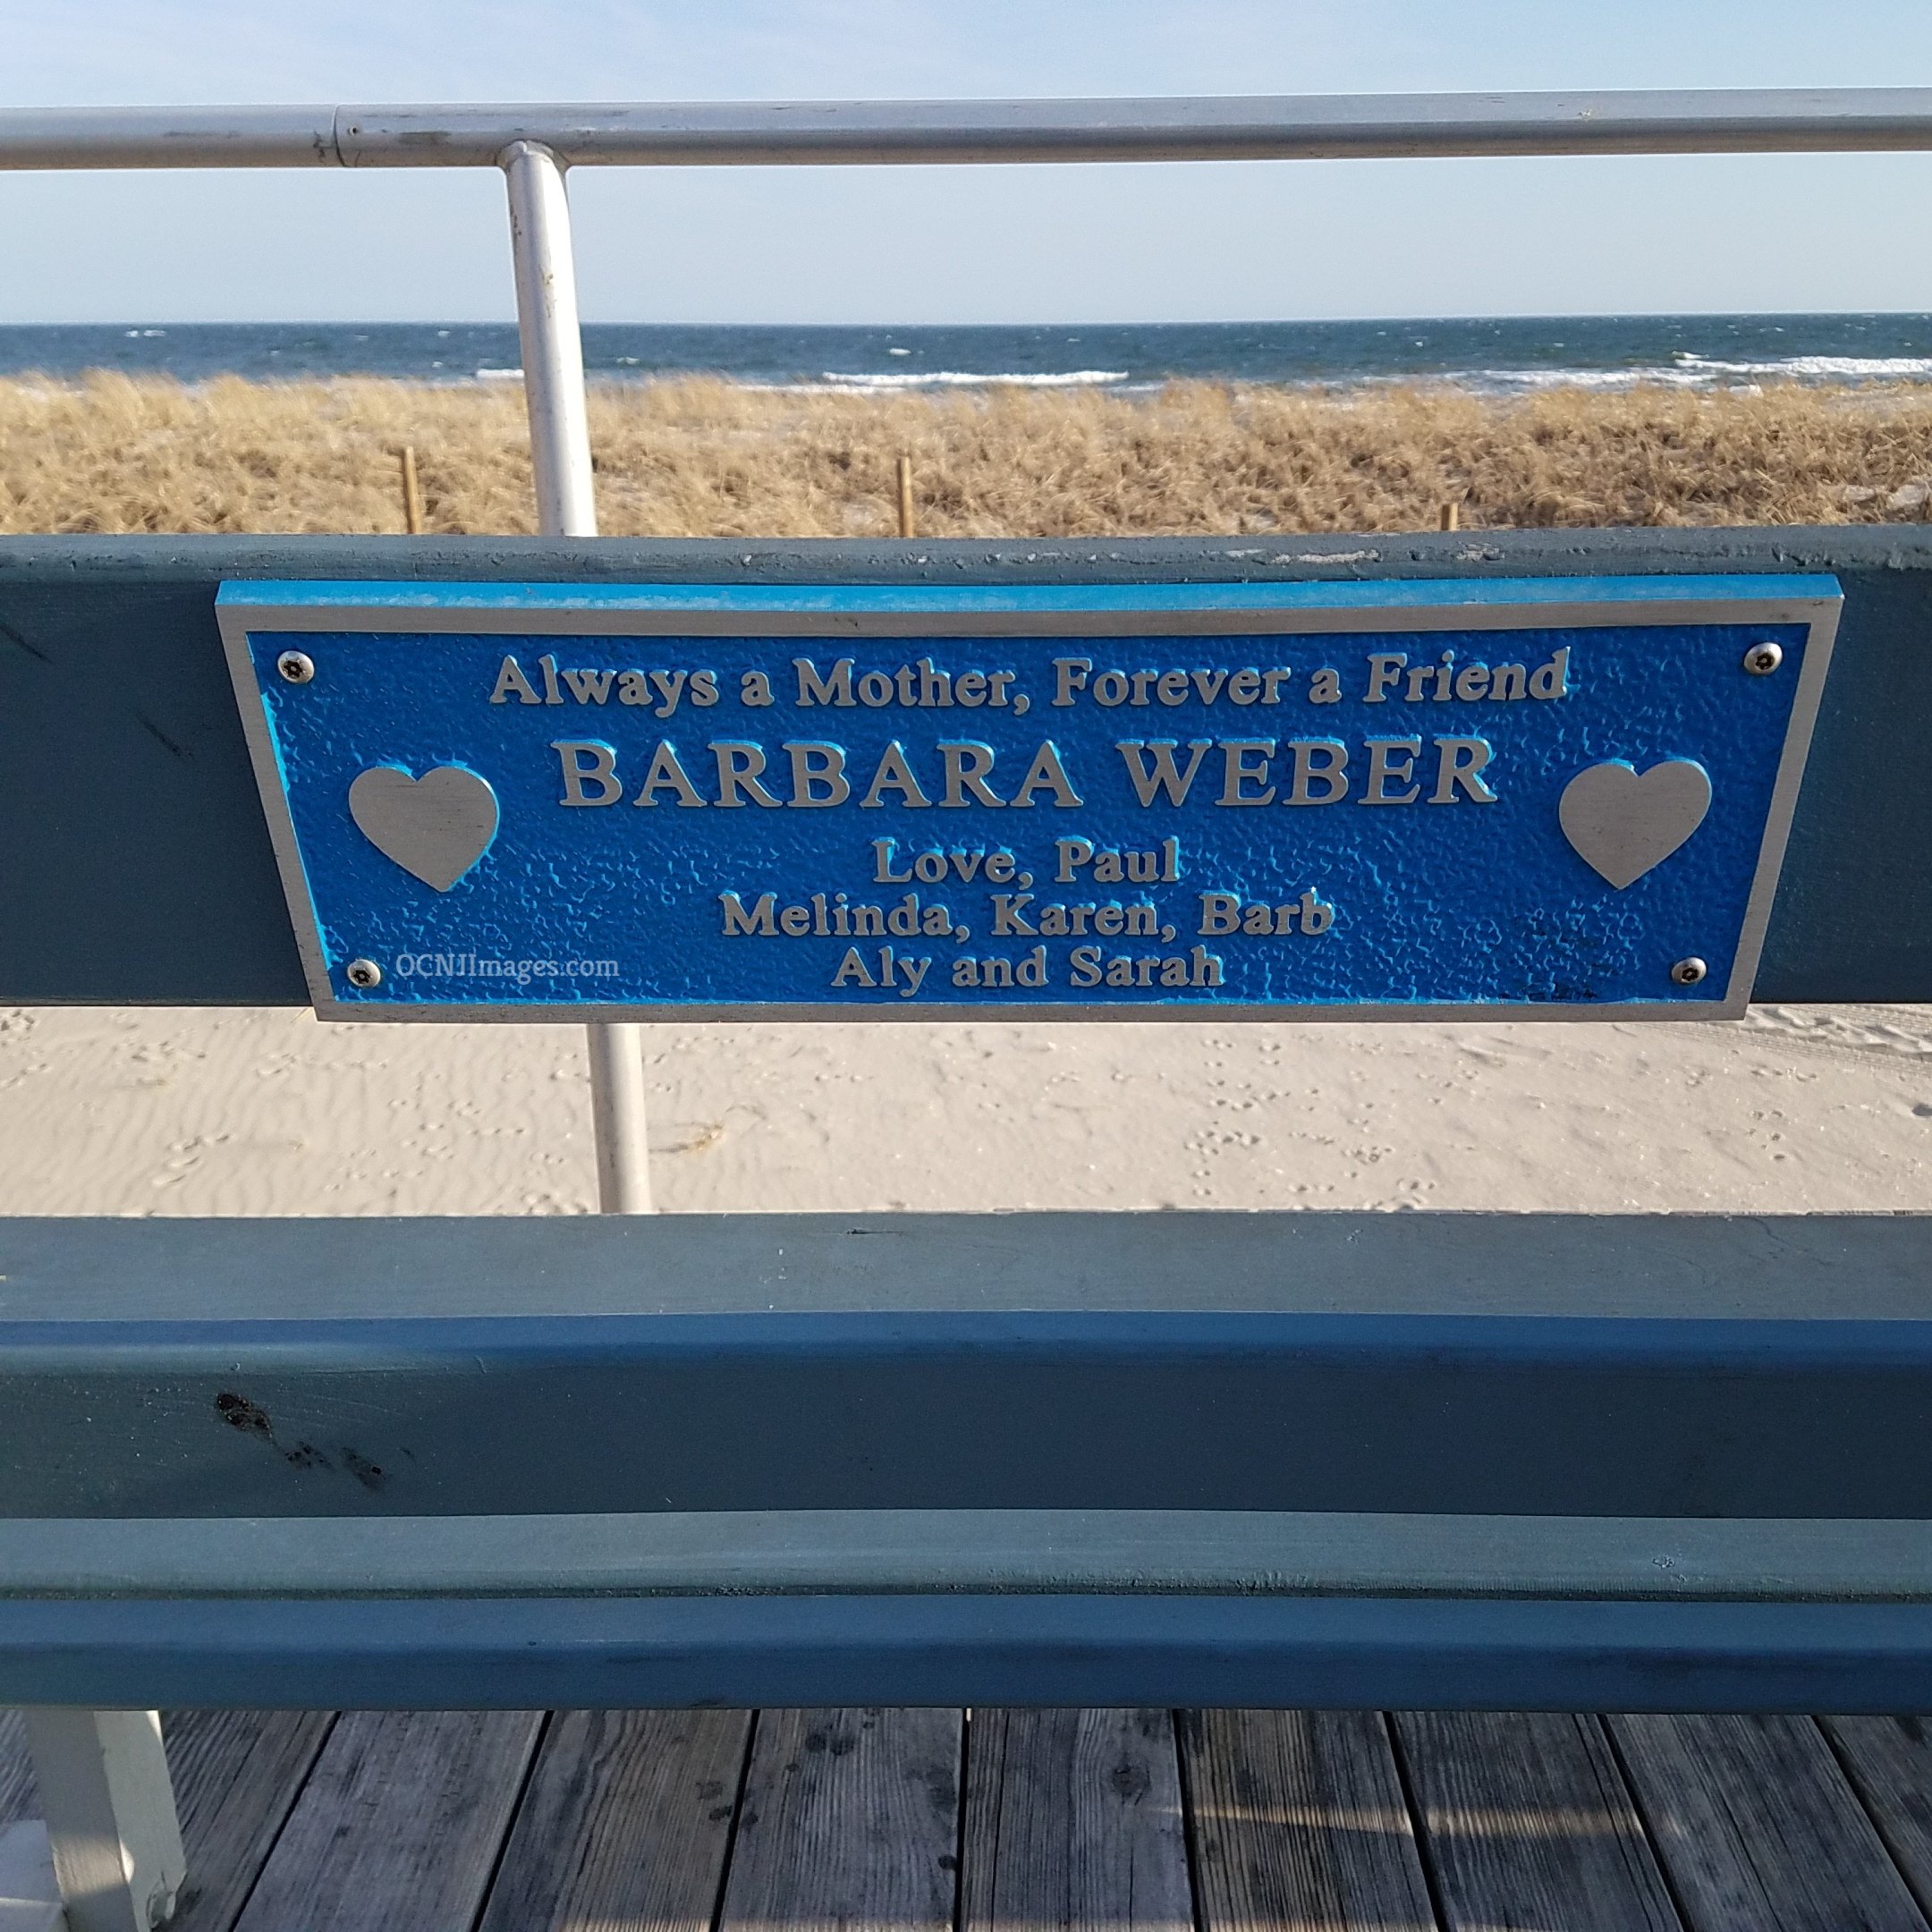 Always a Mother, Forever a Friend
BARBARA WEBER
Love, Paul
Melinda, Karen, Barb
Aly and Sarah
OCNJImages.com